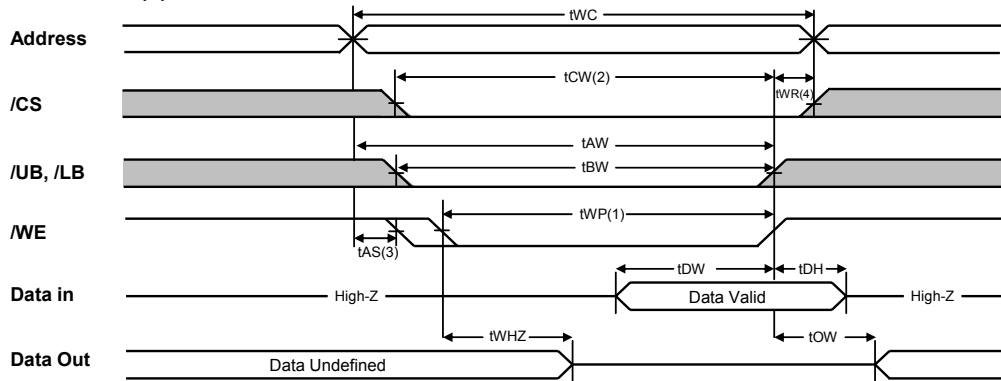 tWC
Address
tCW(2)
tWR(4)
/CS
tAW
/UB, /LB
tBW
tWP(1)
/WE
tAS(3)
tDW
tDH
Data in
High-Z
Data Valid
High-Z
tWHZ
tOW
Data Out
Data Undefined